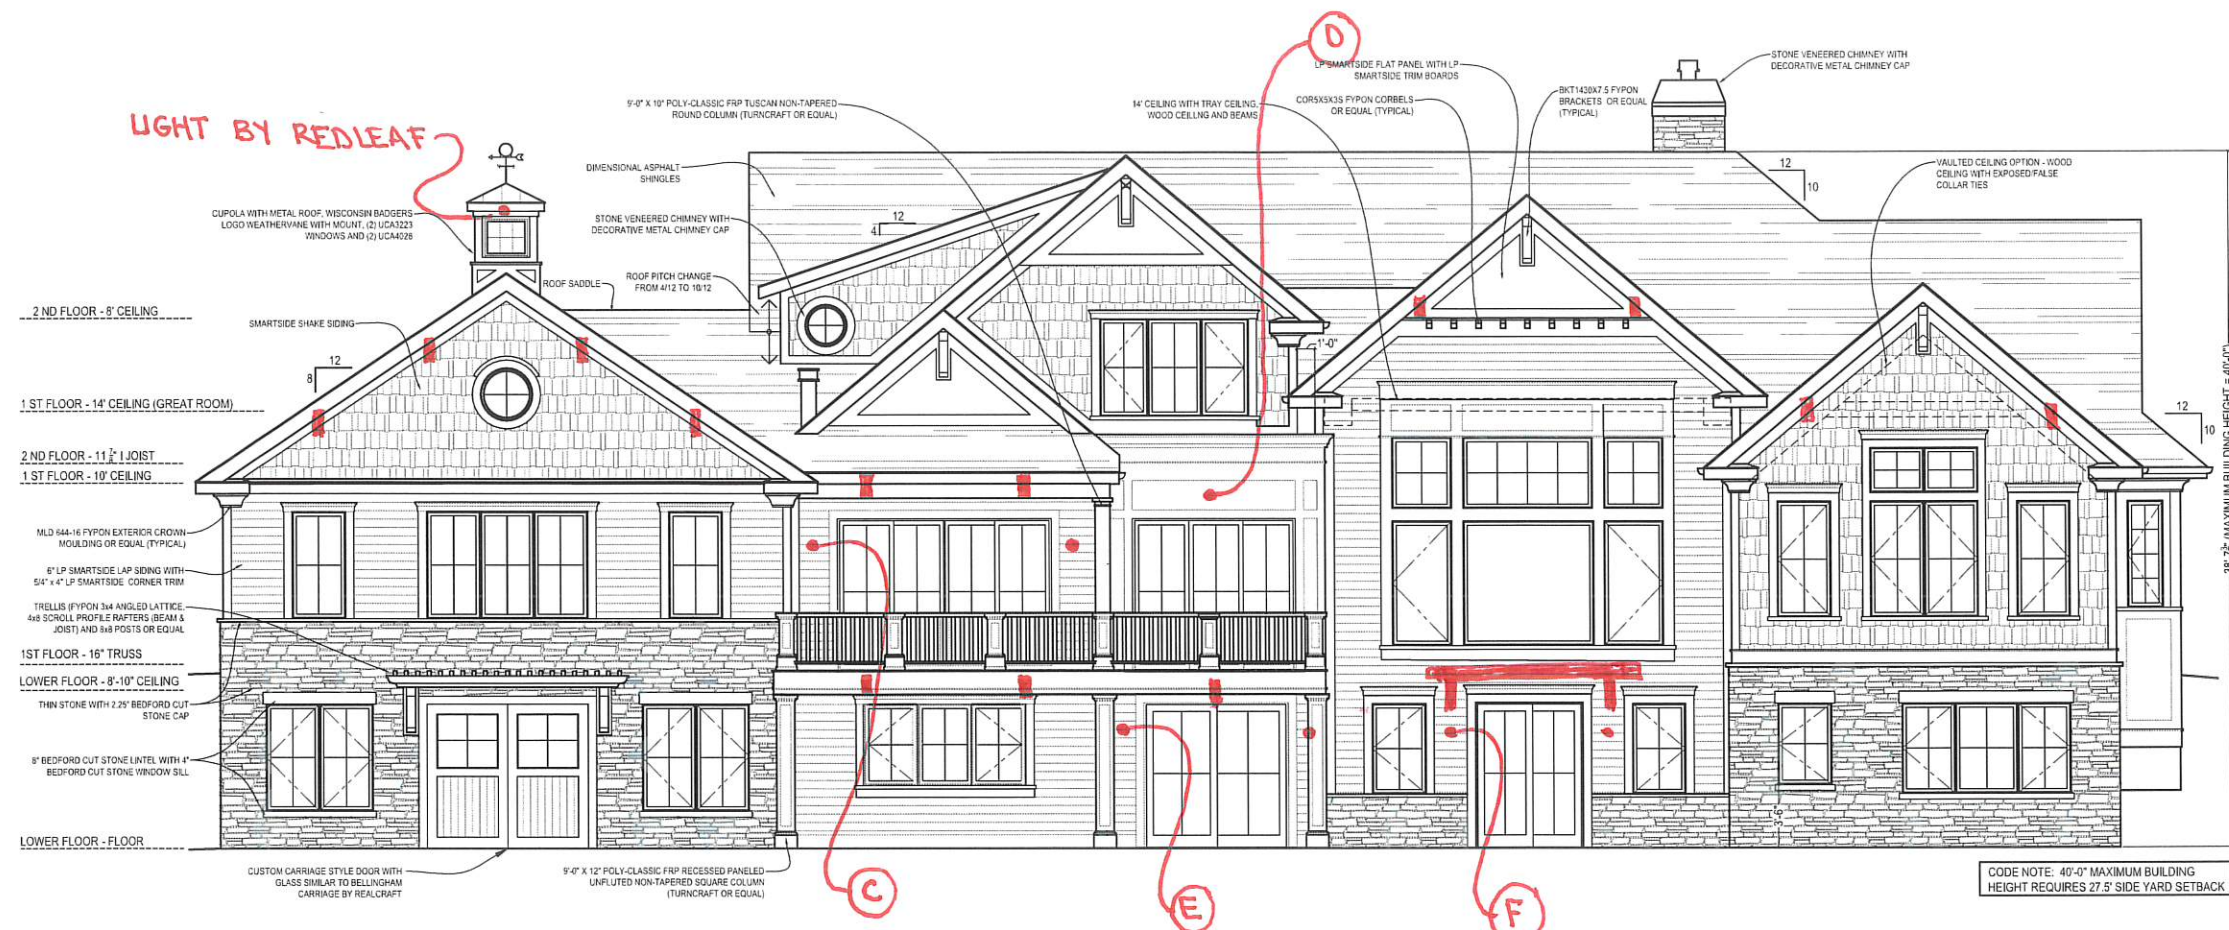 D
LP SMARTSIDE FLAT PANEL WITH LP
SMARTSIDE TRIM BOARDS
STONE VENEERED CHIMNEY WITH
DECORATIVE METAL CHIMNEY CAP
9'-0" X 10" POLY-CLASSIC FRP TUSCAN NON-TAPERED
ROUND COLUMN (TURNCRAFT OR EQUAL)
14' CEILING WITH TRAY CEILING,
WOOD CEILING AND BEAMS
COR5X5X3S FYPON CORBELS
OR EQUAL (TYPICAL)
BKT1430X7.5 FYPON
BRACKETS OR EQUAL
(TYPICAL)
LIGHT BY REDLEAF
DIMENSIONAL ASPHALT
SHINGLES
12
10
VAULTED CEILING OPTION - WOOD
CEILING WITH EXPOSED/FALSE
COLLAR TIES
CUPOLA WITH METAL ROOF, WISCONSIN BADGERS
LOGO WEATHERVANE WITH MOUNT, (2) UCA3223
WINDOWS AND (2) UCA4026
STONE VENEERED CHIMNEY WITH
DECORATIVE METAL CHIMNEY CAP
12
4
ROOF SADDLE
ROOF PITCH CHANGE
FROM 4/12 TO 10/12
2 ND FLOOR - 8' CEILING
SMARTSIDE SHAKE SIDING
1'-0"
12
8
1 ST FLOOR - 14' CEILING (GREAT ROOM)
12
10
2 ND FLOOR - 11 7/8" I JOIST
1 ST FLOOR - 10' CEILING
MLD 644-16 FYPON EXTERIOR CROWN
MOULDING OR EQUAL (TYPICAL)
6" LP SMARTSIDE LAP SIDING WITH
5/4" x 4" LP SMARTSIDE CORNER TRIM
TRELLIS (FYPON 3x4 ANGLED LATTICE,
4x8 SCROLL PROFILE RAFTERS (BEAM &
JOIST) AND 8x8 POSTS OR EQUAL
1ST FLOOR - 16" TRUSS
LOWER FLOOR - 8'-10" CEILING
THIN STONE WITH 2.25" BEDFORD CUT
STONE CAP
8" BEDFORD CUT STONE LINTEL WITH 4"
BEDFORD CUT STONE WINDOW SILL
3'-6"
LOWER FLOOR - FLOOR
CUSTOM CARRIAGE STYLE DOOR WITH
GLASS SIMILAR TO BELLINGHAM
CARRIAGE BY REALCRAFT
9'-0" X 12" POLY-CLASSIC FRP RECESSED PANELED
UNFLUTED NON-TAPERED SQUARE COLUMN
(TURNCRAFT OR EQUAL)
C
E
F
CODE NOTE: 40'-0" MAXIMUM BUILDING
HEIGHT REQUIRES 27.5' SIDE YARD SETBACK
(MAXIMUM BUILDING HEIGHT = 40'-0")